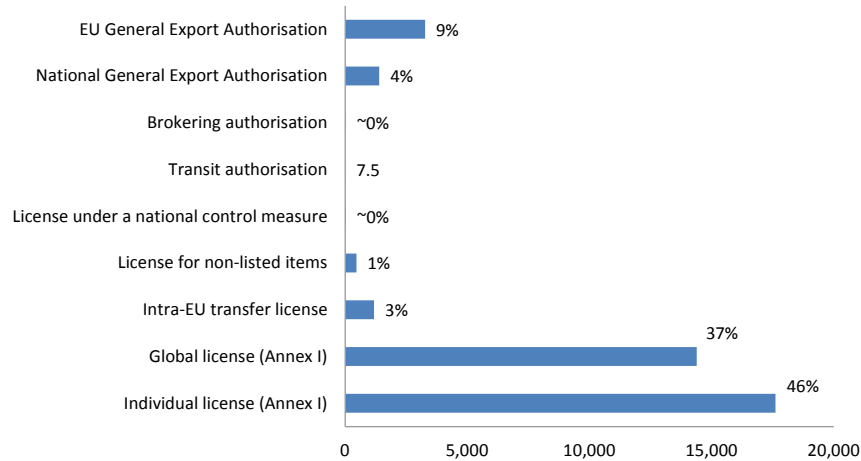 EU General Export Authorisation 9%
National General Export Authorisation 4%
Brokering authorisation ~0%
Transit authorisation 7.5
License under a national control measure ~0%
License for non-listed items 1%
Intra-EU transfer license 3%
Global license (Annex I) 37%
Individual license (Annex I) 46%
0 5,000 10,000 15,000 20,000